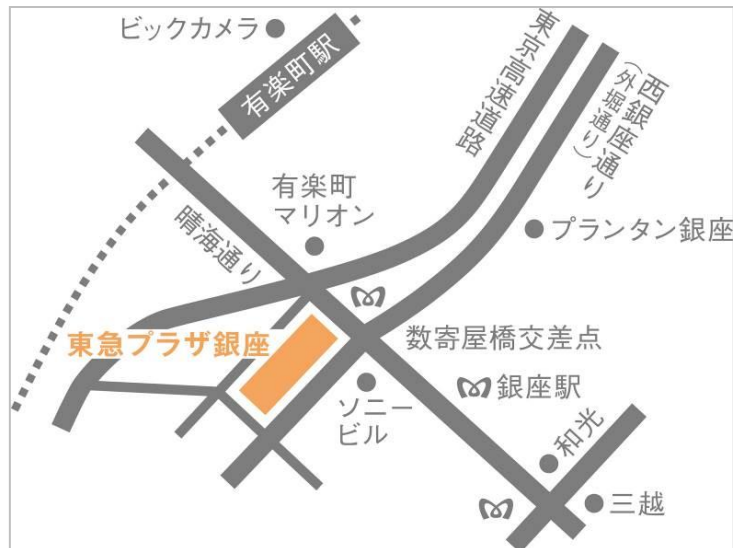 ビックカメラ
有楽町駅
東京高速道路
西銀座通り
（外堀通り）
有楽町
マリオン
晴海通り
プランタン銀座
東急プラザ銀座
数寄屋橋交差点
ソニー
ビル
銀座駅
和光
三越